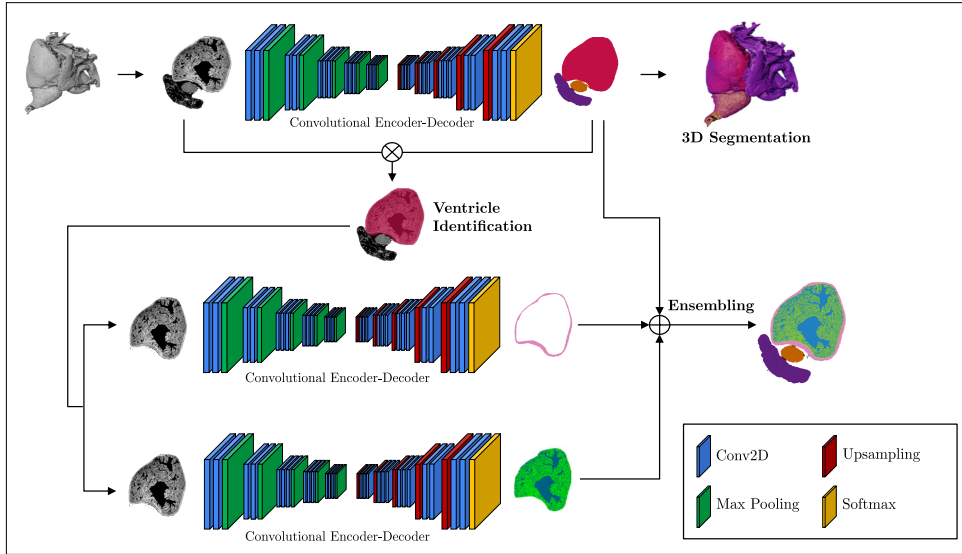 Convolutional Encoder-Decoder
3D Segmentation
Ventricle
Identification
Ensembling
Convolutional Encoder-Decoder
Convolutional Encoder-Decoder
Conv2D
Upsampling
Max Pooling
Softmax